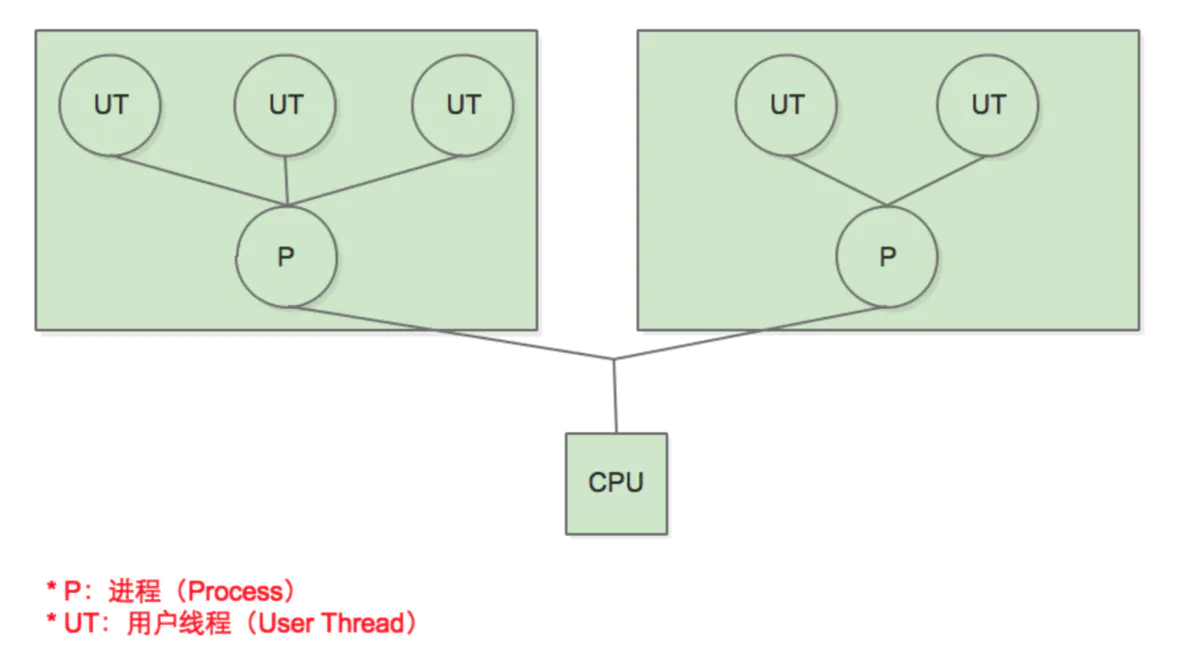 UT UT UT UT UT
P P
CPU
* P：进程（Process）
* UT：用户线程（User Thread）